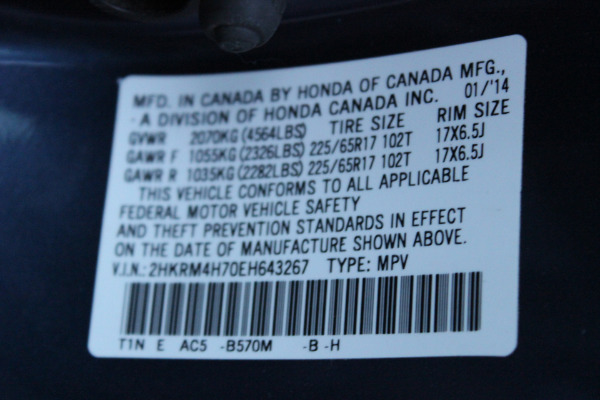 MFD. IN CANADA BY HONDA OF CANADA MFG.,
- A DIVISION OF HONDA CANADA INC. 01/'14
GVWR 2070KG(4564LBS) TIRE SIZE RIM SIZE
GAWR F 1055KG(2326LBS) 225/65R17 102T 17X6.5J
GAWR R 1035KG(2282LBS) 225/65R17 102T 17X6.5J
THIS VEHICLE CONFORMS TO ALL APPLICABLE
FEDERAL MOTOR VEHICLE SAFETY
AND THEFT PREVENTION STANDARDS IN EFFECT
ON THE DATE OF MANUFACTURE SHOWN ABOVE.
V.I.N.: 2HKRM4H70EH643267 TYPE: MPV
T1N E AC5 -B570M -B -H